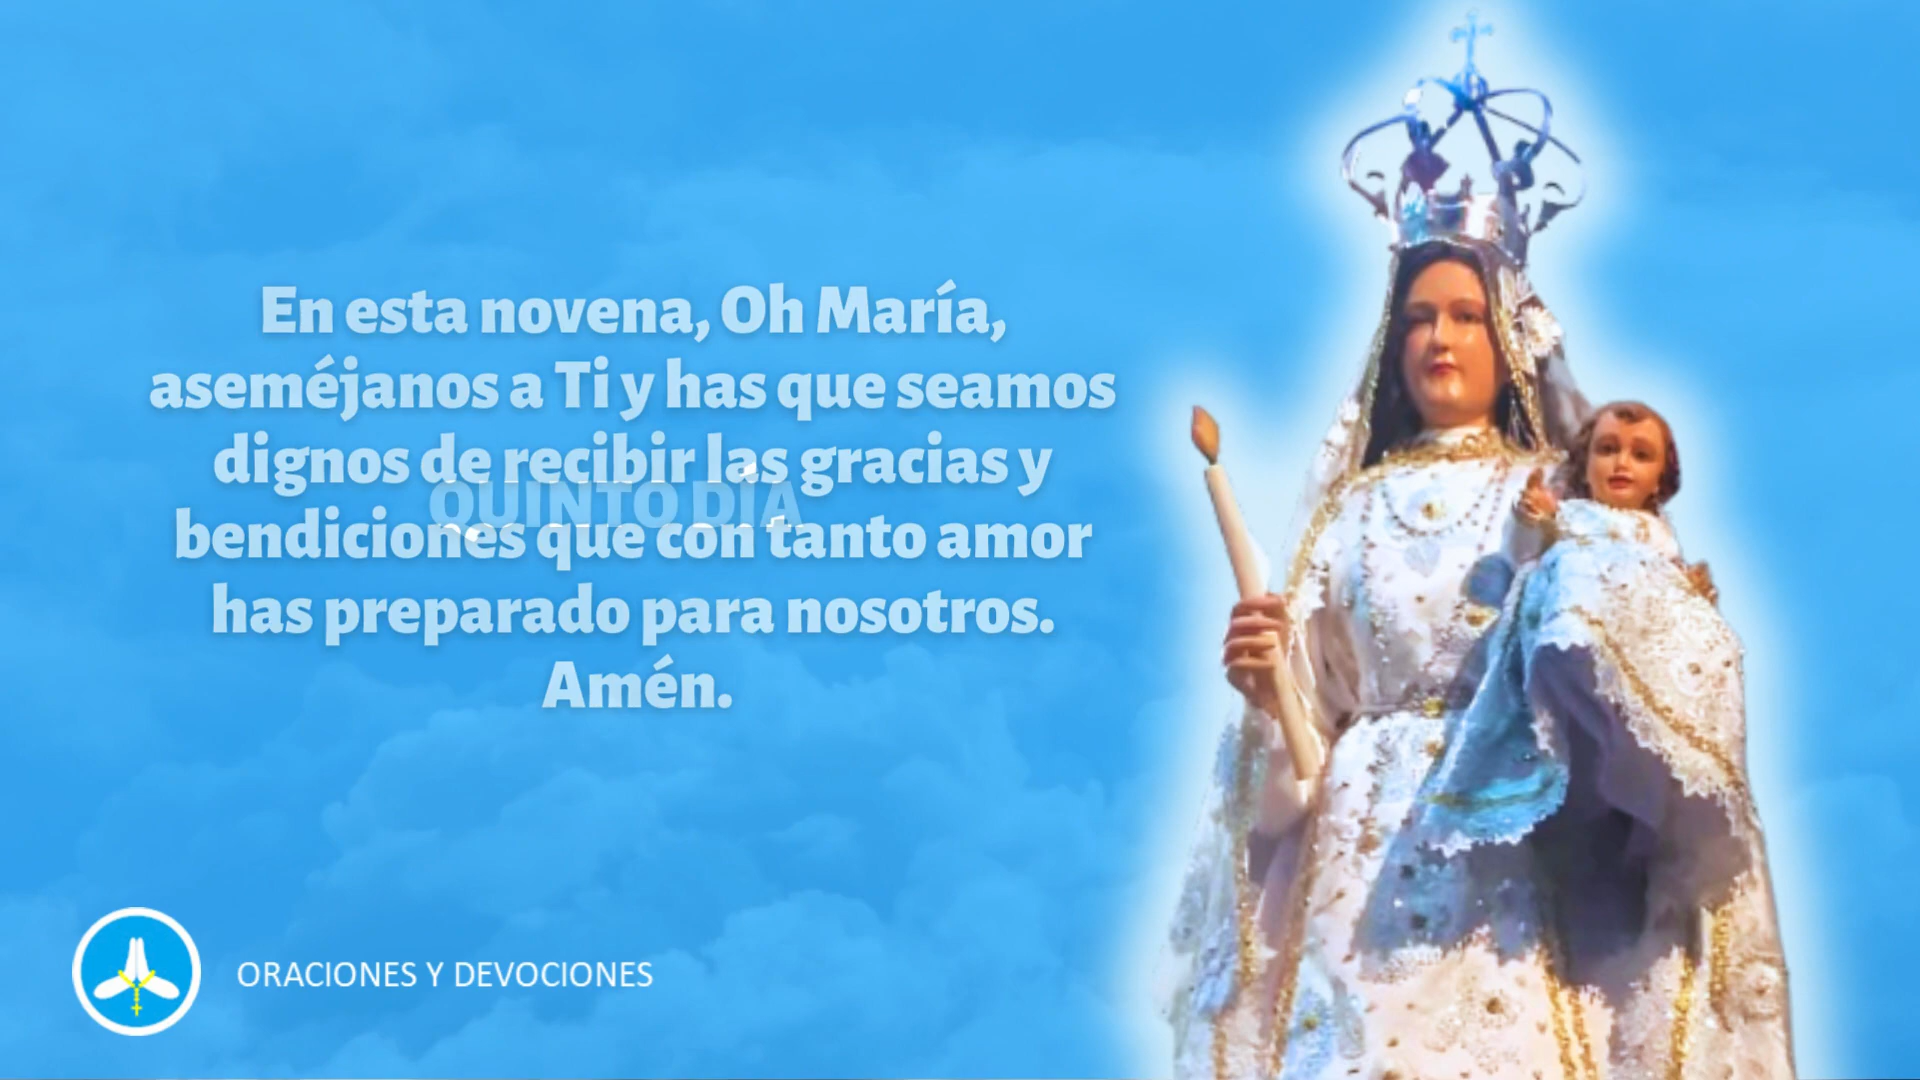 En esta novena, Oh María,
aseméjanos a Ti y has que seamos
dignos de recibir las gracias y
QUINTO DÍA
bendiciones que con tanto amor
has preparado para nosotros.
Amén.
ORACIONES Y DEVOCIONES